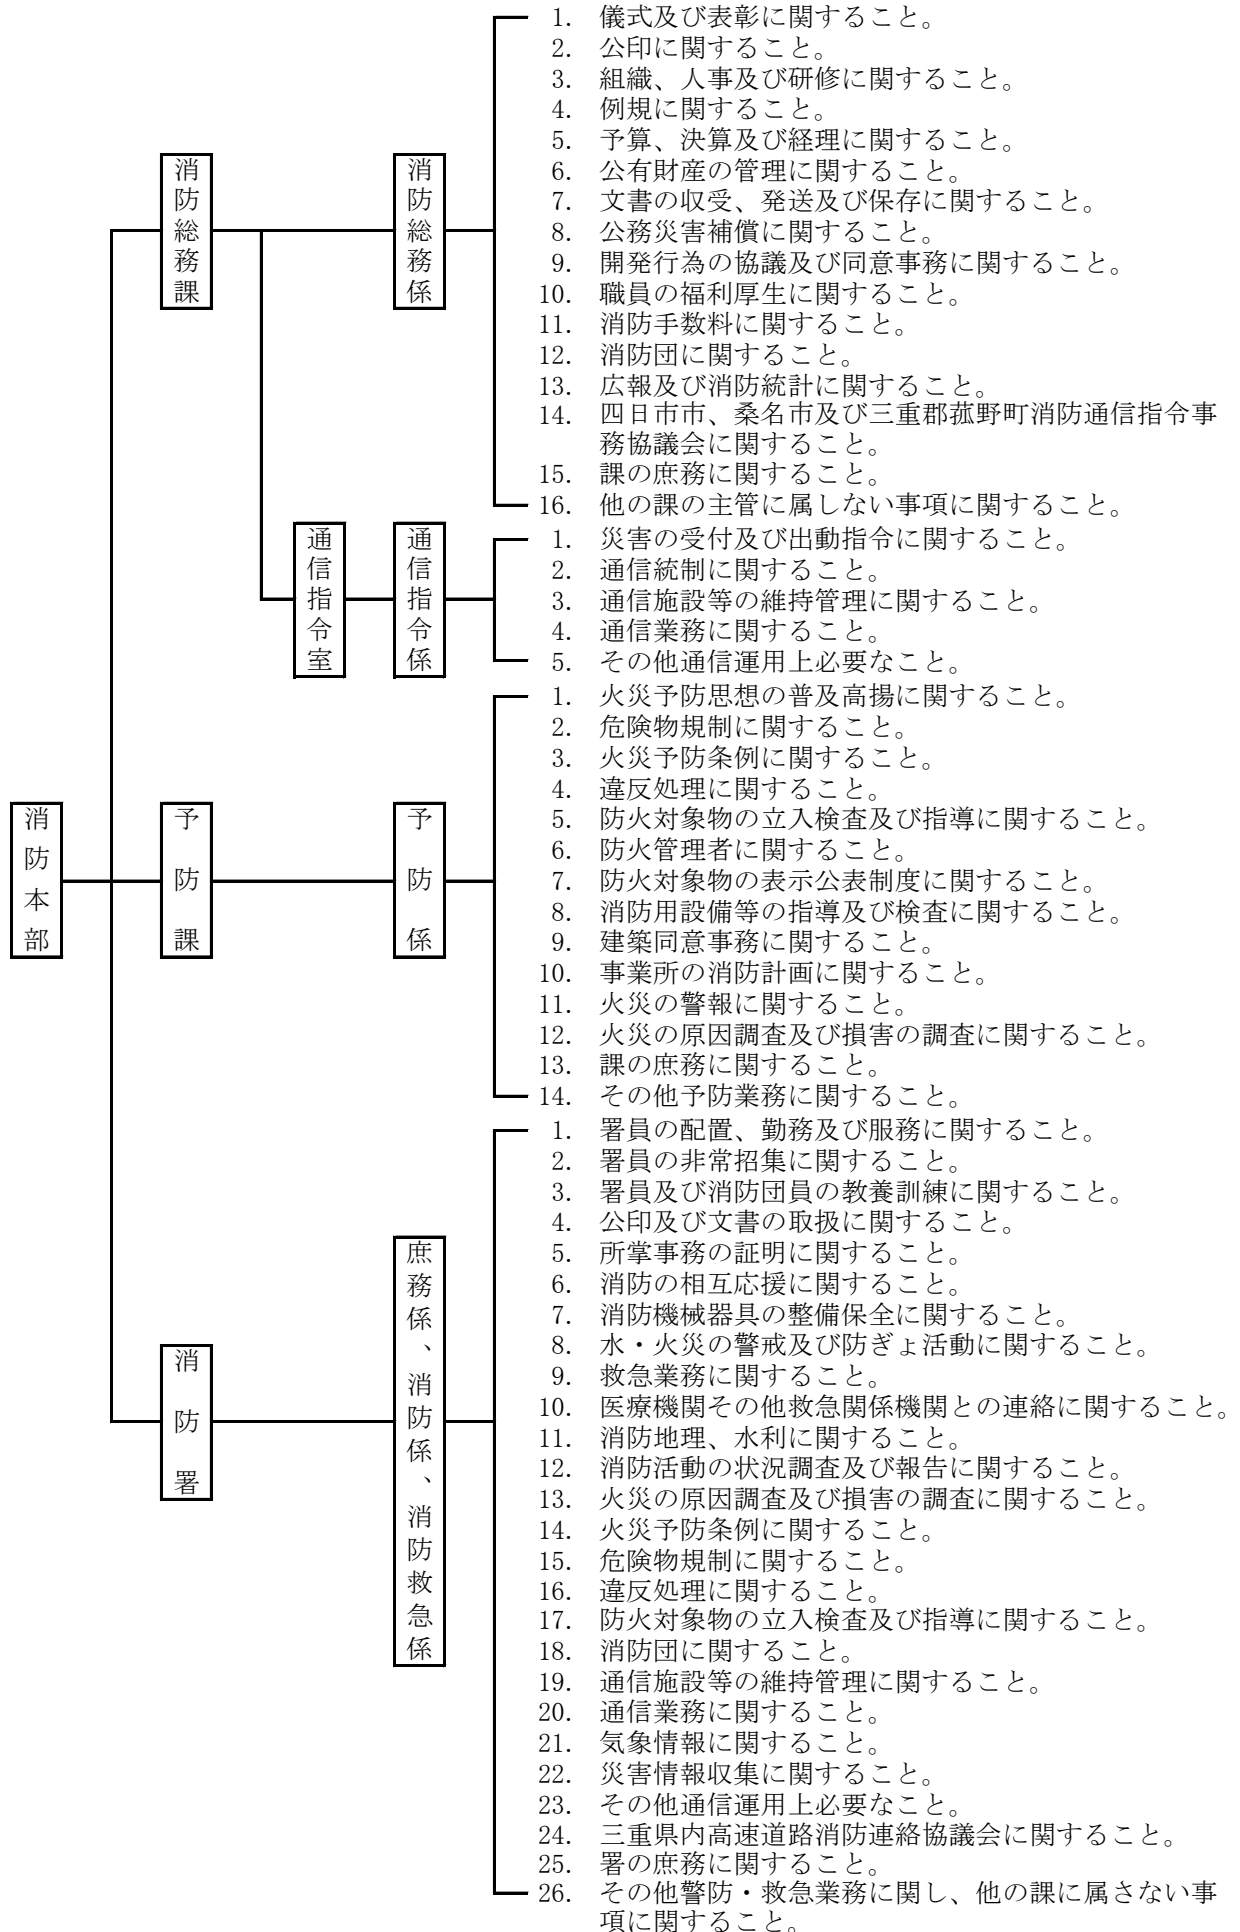 消防本部
消防総務課
消防総務係
1. 儀式及び表彰に関すること。
2. 公印に関すること。
3. 組織、人事及び研修に関すること。
4. 例規に関すること。
5. 予算、決算及び経理に関すること。
6. 公有財産の管理に関すること。
7. 文書の収受、発送及び保存に関すること。
8. 公務災害補償に関すること。
9. 開発行為の協議及び同意事務に関すること。
10. 職員の福利厚生に関すること。
11. 消防手数料に関すること。
12. 消防団に関すること。
13. 広報及び消防統計に関すること。
14. 四日市市、桑名市及び三重郡菰野町消防通信指令事
務協議会に関すること。
15. 課の庶務に関すること。
16. 他の課の主管に属しない事項に関すること。
通信指令室
通信指令係
1. 災害の受付及び出動指令に関すること。
2. 通信統制に関すること。
3. 通信施設等の維持管理に関すること。
4. 通信業務に関すること。
5. その他通信運用上必要なこと。
予防課
予防係
1. 火災予防思想の普及高揚に関すること。
2. 危険物規制に関すること。
3. 火災予防条例に関すること。
4. 違反処理に関すること。
5. 防火対象物の立入検査及び指導に関すること。
6. 防火管理者に関すること。
7. 防火対象物の表示公表制度に関すること。
8. 消防用設備等の指導及び検査に関すること。
9. 建築同意事務に関すること。
10. 事業所の消防計画に関すること。
11. 火災の警報に関すること。
12. 火災の原因調査及び損害の調査に関すること。
13. 課の庶務に関すること。
14. その他予防業務に関すること。
消防署
庶務係、消防係、消防救急係
1. 署員の配置、勤務及び服務に関すること。
2. 署員の非常招集に関すること。
3. 署員及び消防団員の教養訓練に関すること。
4. 公印及び文書の取扱に関すること。
5. 所掌事務の証明に関すること。
6. 消防の相互応援に関すること。
7. 消防機械器具の整備保全に関すること。
8. 水・火災の警戒及び防ぎょ活動に関すること。
9. 救急業務に関すること。
10. 医療機関その他救急関係機関との連絡に関すること。
11. 消防地理、水利に関すること。
12. 消防活動の状況調査及び報告に関すること。
13. 火災の原因調査及び損害の調査に関すること。
14. 火災予防条例に関すること。
15. 危険物規制に関すること。
16. 違反処理に関すること。
17. 防火対象物の立入検査及び指導に関すること。
18. 消防団に関すること。
19. 通信施設等の維持管理に関すること。
20. 通信業務に関すること。
21. 気象情報に関すること。
22. 災害情報収集に関すること。
23. その他通信運用上必要なこと。
24. 三重県内高速道路消防連絡協議会に関すること。
25. 署の庶務に関すること。
26. その他警防・救急業務に関し、他の課に属さない事
項に関すること。